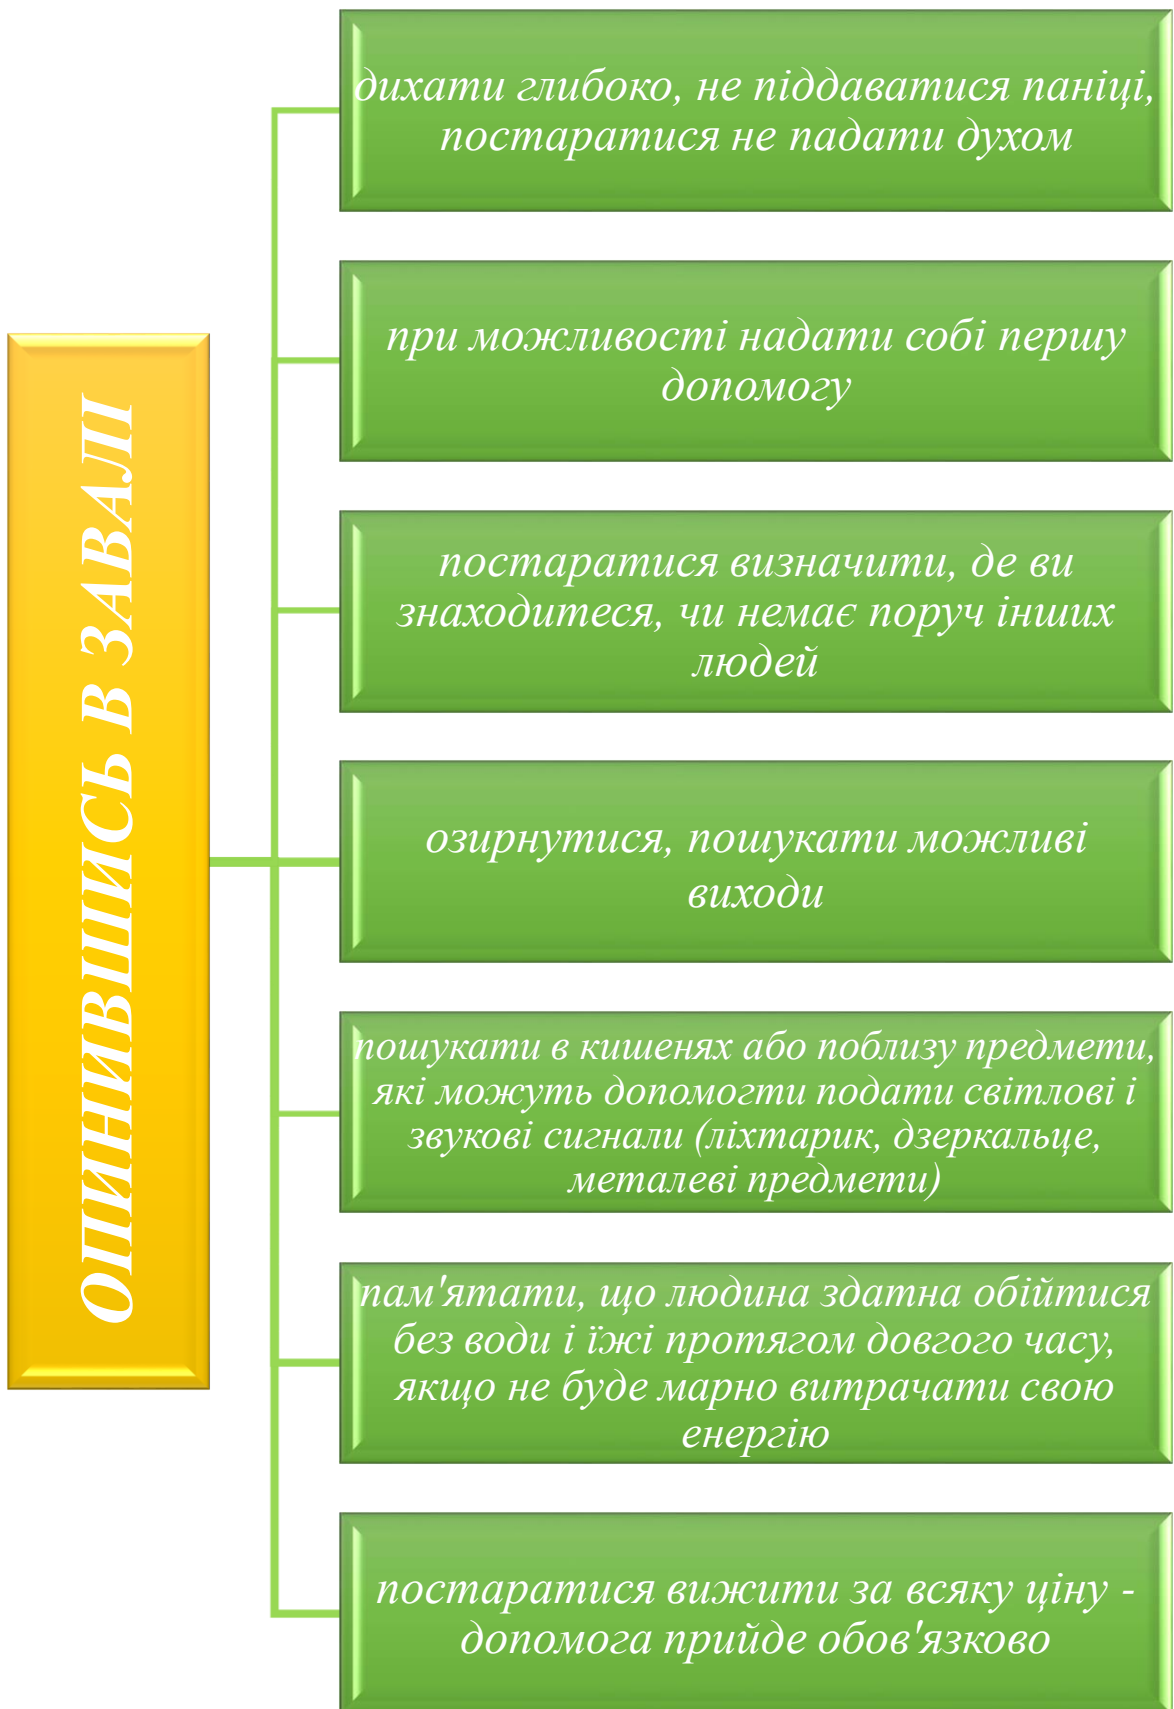 ОПИНИВШИСЬ В ЗАВАЛІ
дихати глибоко, не піддаватися паніці,
постаратися не падати духом
при можливості надати собі першу
допомогу
постаратися визначити, де ви
знаходитеся, чи немає поруч інших
людей
озирнутися, пошукати можливі
виходи
пошукати в кишенях або поблизу предмети,
які можуть допомогти подати світлові і
звукові сигнали (ліхтарик, дзеркальце,
металеві предмети)
пам'ятати, що людина здатна обійтися
без води і їжі протягом довгого часу,
якщо не буде марно витрачати свою
енергію
постаратися вижити за всяку ціну -
допомога прийде обов'язково